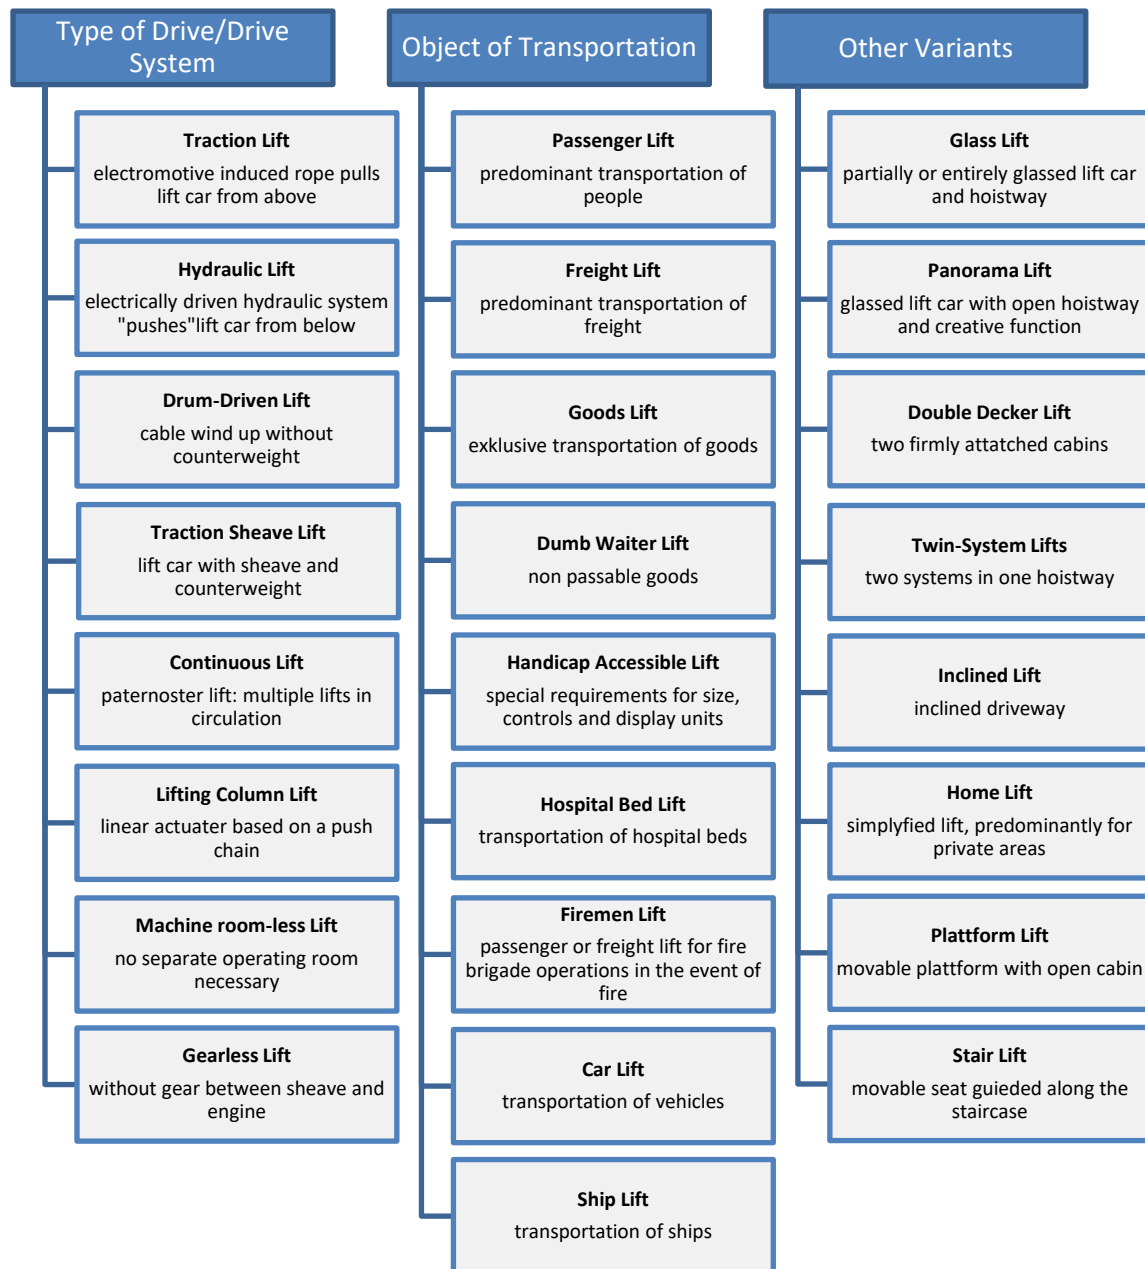 Type of Drive/Drive
System
Traction Lift
electromotive induced rope pulls
lift car from above
Hydraulic Lift
electrically driven hydraulic system
"pushes"lift car from below
Drum-Driven Lift
cable wind up without
counterweight
Traction Sheave Lift
lift car with sheave and
counterweight
Continuous Lift
paternoster lift: multiple lifts in
circulation
Lifting Column Lift
linear actuater based on a push
chain
Machine room-less Lift
no separate operating room
necessary
Gearless Lift
without gear between sheave and
engine
Object of Transportation
Passenger Lift
predominant transportation of
people
Freight Lift
predominant transportation of
freight
Goods Lift
exklusive transportation of goods
Dumb Waiter Lift
non passable goods
Handicap Accessible Lift
special requirements for size,
controls and display units
Hospital Bed Lift
transportation of hospital beds
Firemen Lift
passenger or freight lift for fire
brigade operations in the event of
fire
Car Lift
transportation of vehicles
Ship Lift
transportation of ships
Other Variants
Glass Lift
partially or entirely glassed lift car
and hoistway
Panorama Lift
glassed lift car with open hoistway
and creative function
Double Decker Lift
two firmly attatched cabins
Twin-System Lifts
two systems in one hoistway
Inclined Lift
inclined driveway
Home Lift
simplyfied lift, predominantly for
private areas
Plattform Lift
movable plattform with open cabin
Stair Lift
movable seat guieded along the
staircase